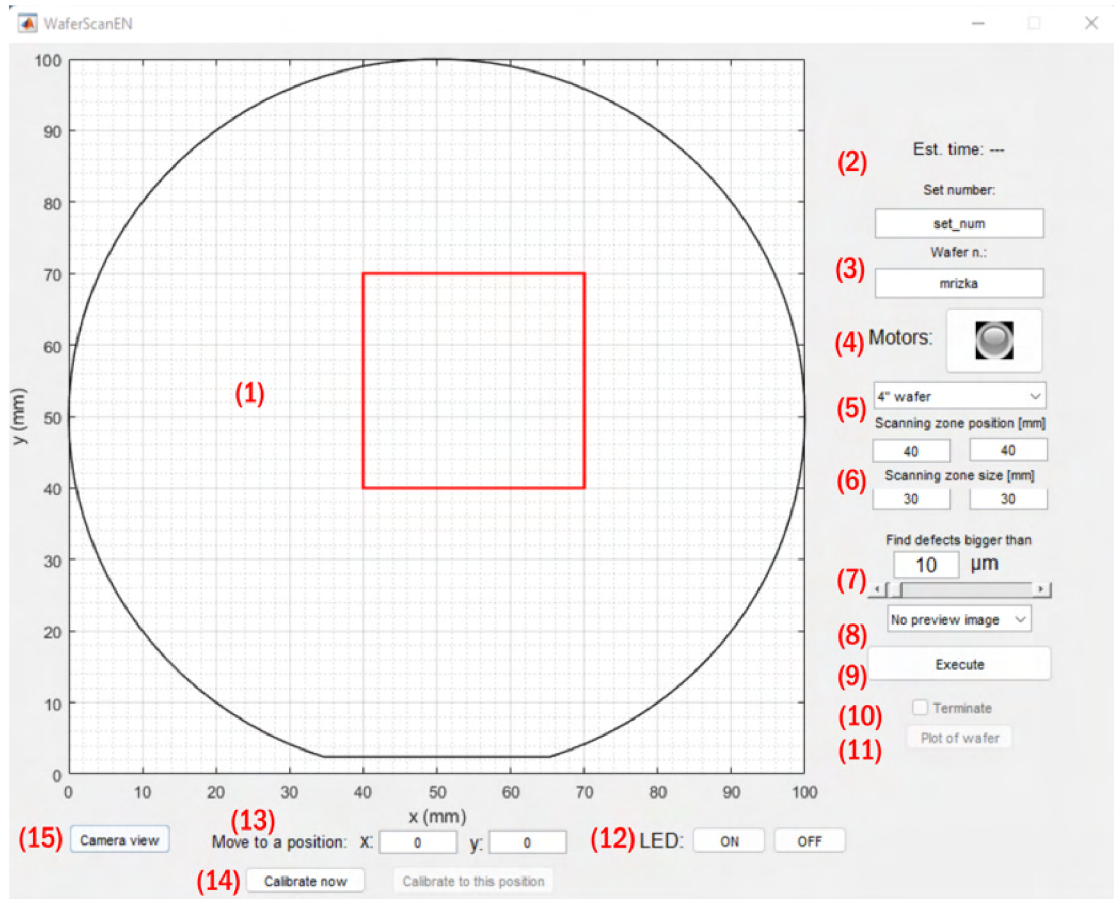 WaferScanEN
100
90
80
70
60
50
40
30
20
10
0
y (mm)
0 10 20 30 40 50 60 70 80 90 100
x (mm)
(1)
(2)
Est. time: ---
Set number:
set_num
Wafer n.:
(3)
mrizka
(4) Motors:
(5) 4" wafer
Scanning zone position [mm]
40 40
(6) Scanning zone size [mm]
30 30
Find defects bigger than
10 μm
(7)
No preview image
(8)
Execute
(9)
Terminate
(10)
Plot of wafer
(11)
(15) Camera view
(13)
Move to a position: x: 0 y: 0
(12) LED: ON OFF
(14) Calibrate now Calibrate to this position